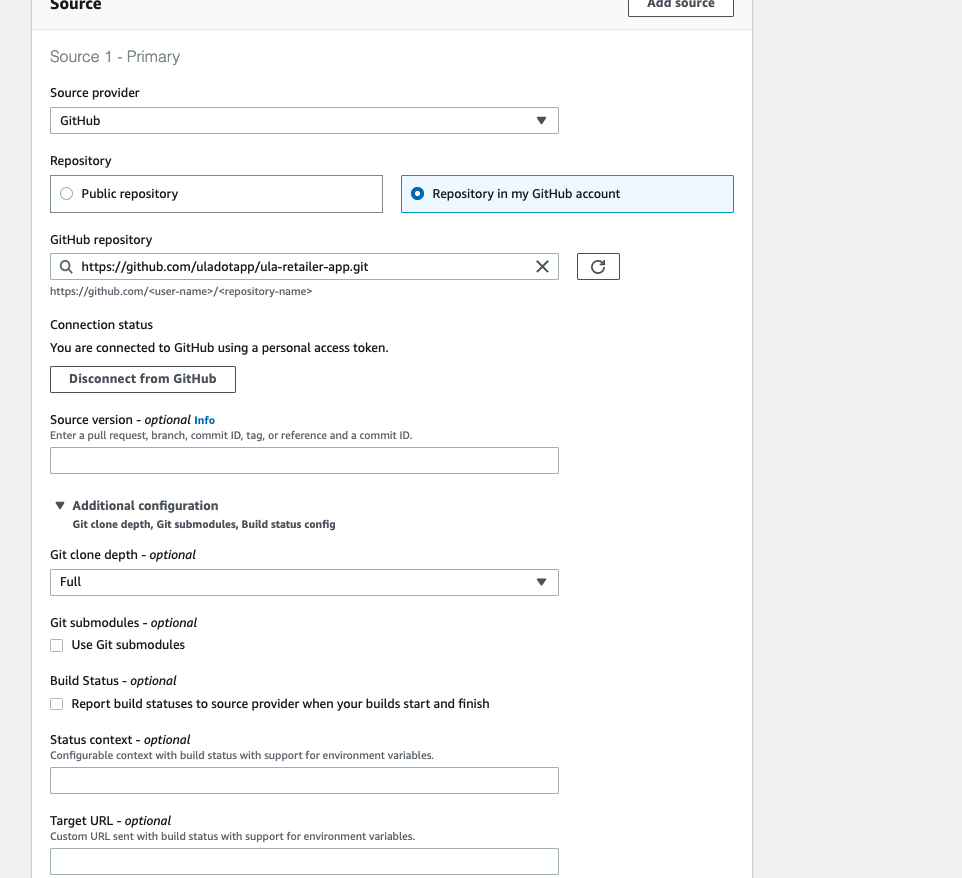 Source
Add source
Source 1 - Primary
Source provider
GitHub
Repository
Public repository
Repository in my GitHub account
GitHub repository
https://github.com/uladotapp/ula-retailer-app.git
https://github.com/<user-name>/<repository-name>
Connection status
You are connected to GitHub using a personal access token.
Disconnect from GitHub
Source version - optional Info
Enter a pull request, branch, commit ID, tag, or reference and a commit ID.
Additional configuration
Git clone depth, Git submodules, Build status config
Git clone depth - optional
Full
Git submodules - optional
Use Git submodules
Build Status - optional
Report build statuses to source provider when your builds start and finish
Status context - optional
Configurable context with build status with support for environment variables.
Target URL - optional
Custom URL sent with build status with support for environment variables.